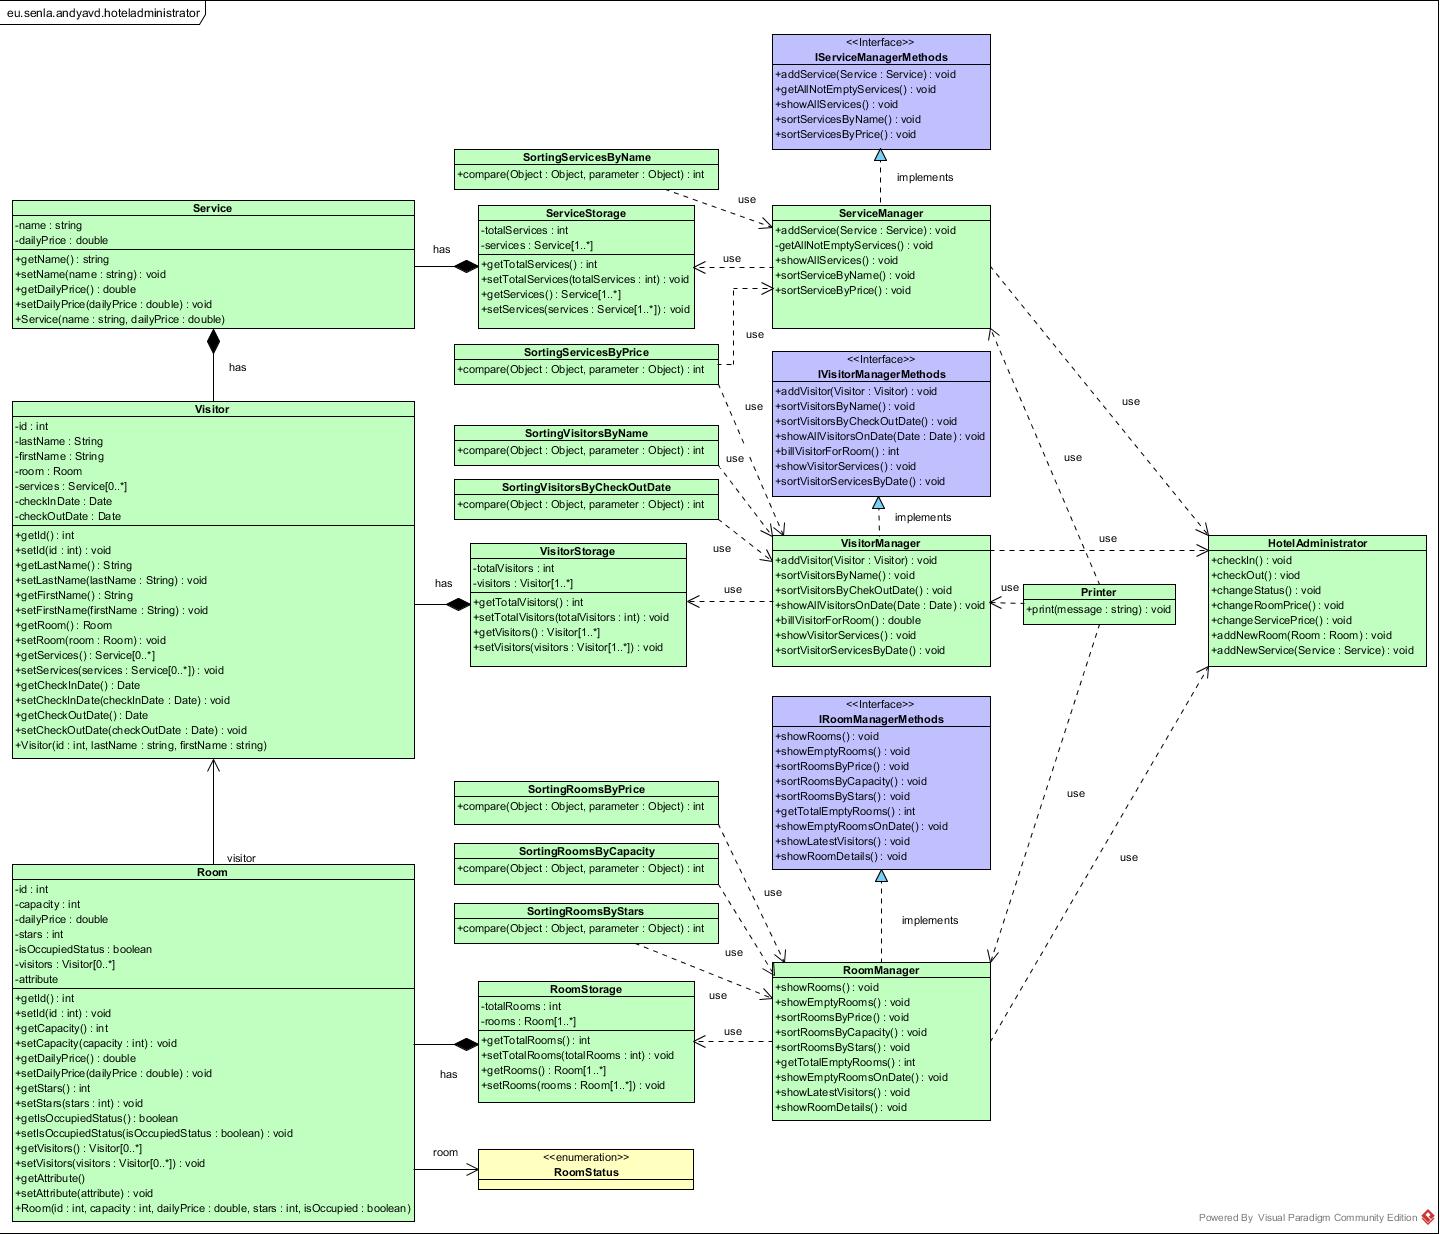 eu.senla.andyavd.hoteladministrator
<<Interface>>
IServiceManagerMethods
+addService(Service : Service) : void
+getAllNotEmptyServices() : void
+showAllServices() : void
+sortServicesByName() : void
+sortServicesByPrice() : void
implements
SortingServicesByName
+compare(Object : Object, parameter : Object) : int
use
Service
-name : string
-dailyPrice : double
+getName() : string
+setName(name : string) : void
+getDailyPrice() : double
+setDailyPrice(dailyPrice : double) : void
+Service(name : string, dailyPrice : double)
has
ServiceStorage
-totalServices : int
-services : Service[1..*]
+getTotalServices() : int
+setTotalServices(totalServices : int) : void
+getServices() : Service[1..*]
+setServices(services : Service[1..*]) : void
use
ServiceManager
+addService(Service : Service) : void
-getAllNotEmptyServices() : void
+showAllServices() : void
+sortServiceByName() : void
+sortServiceByPrice() : void
use
SortingServicesByPrice
+compare(Object : Object, parameter : Object) : int
use
has
<<Interface>>
IVisitorManagerMethods
+addVisitor(Visitor : Visitor) : void
+sortVisitorsByName() : void
+sortVisitorsByCheckOutDate() : void
+showAllVisitorsOnDate(Date : Date) : void
+billVisitorForRoom() : int
+showVisitorServices() : void
+sortVisitorServicesByDate() : void
implements
use
use
SortingVisitorsByName
+compare(Object : Object, parameter : Object) : int
use
SortingVisitorsByCheckOutDate
+compare(Object : Object, parameter : Object) : int
use
Visitor
-id : int
-lastName : String
-firstName : String
-room : Room
-services : Service[0..*]
-checkInDate : Date
-checkOutDate : Date
+getId() : int
+setId(id : int) : void
+getLastName() : String
+setLastName(lastName : String) : void
+getFirstName() : String
+setFirstName(firstName : String) : void
+getRoom() : Room
+setRoom(room : Room) : void
+getServices() : Service[0..*]
+setServices(services : Service[0..*]) : void
+getCheckInDate() : Date
+setCheckInDate(checkInDate : Date) : void
+getCheckOutDate() : Date
+setCheckOutDate(checkOutDate : Date) : void
+Visitor(id : int, lastName : string, firstName : string)
has
VisitorStorage
-totalVisitors : int
-visitors : Visitor[1..*]
+getTotalVisitors() : int
+setTotalVisitors(totalVisitors : int) : void
+getVisitors() : Visitor[1..*]
+setVisitors(visitors : Visitor[1..*]) : void
use
VisitorManager
+addVisitor(Visitor : Visitor) : void
+sortVisitorsByName() : void
+sortVisitorsByChekOutDate() : void
+showAllVisitorsOnDate(Date : Date) : void
+billVisitorForRoom() : double
+showVisitorServices() : void
+sortVisitorServicesByDate() : void
use
use
Printer
+print(message : string) : void
HotelAdministrator
+checkIn() : void
+checkOut() : viod
+changeStatus() : void
+changeRoomPrice() : void
+changeServicePrice() : void
+addNewRoom(Room : Room) : void
+addNewService(Service : Service) : void
<<Interface>>
IRoomManagerMethods
+showRooms() : void
+showEmptyRooms() : void
+sortRoomsByPrice() : void
+sortRoomsByCapacity() : void
+sortRoomsByStars() : void
+getTotalEmptyRooms() : int
+showEmptyRoomsOnDate() : void
+showLatestVisitors() : void
+showRoomDetails() : void
implements
use
use
SortingRoomsByPrice
+compare(Object : Object, parameter : Object) : int
use
SortingRoomsByCapacity
+compare(Object : Object, parameter : Object) : int
use
SortingRoomsByStars
+compare(Object : Object, parameter : Object) : int
use
visitor
Room
-id : int
-capacity : int
-dailyPrice : double
-stars : int
-isOccupiedStatus : boolean
-visitors : Visitor[0..*]
-attribute
+getId() : int
+setId(id : int) : void
+getCapacity() : int
+setCapacity(capacity : int) : void
+getDailyPrice() : double
+setDailyPrice(dailyPrice : double) : void
+getStars() : int
+setStars(stars : int) : void
+getIsOccupiedStatus() : boolean
+setIsOccupiedStatus(isOccupiedStatus : boolean) : void
+getVisitors() : Visitor[0..*]
+setVisitors(visitors : Visitor[0..*]) : void
+getAttribute()
+setAttribute(attribute) : void
+Room(id : int, capacity : int, dailyPrice : double, stars : int, isOccupied : boolean)
has
RoomStorage
-totalRooms : int
-rooms : Room[1..*]
+getTotalRooms() : int
+setTotalRooms(totalRooms : int) : void
+getRooms() : Room[1..*]
+setRooms(rooms : Room[1..*]) : void
use
RoomManager
+showRooms() : void
+showEmptyRooms() : void
+sortRoomsByPrice() : void
+sortRoomsByCapacity() : void
+sortRoomsByStars() : void
+getTotalEmptyRooms() : int
+showEmptyRoomsOnDate() : void
+showLatestVisitors() : void
+showRoomDetails() : void
room
<<enumeration>>
RoomStatus
Powered By Visual Paradigm Community Edition